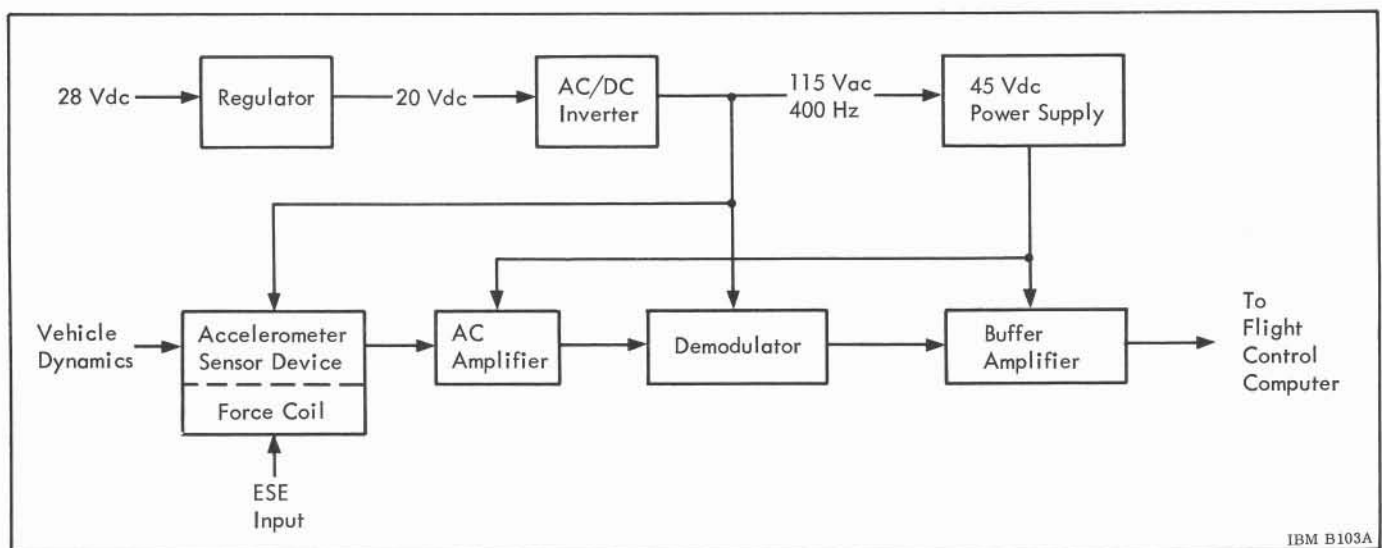 28 Vdc
Regulator
20 Vdc
AC/DC
Inverter
115 Vac
400 Hz
45 Vdc
Power Supply
Vehicle
Dynamics
Accelerometer
Sensor Device
Force Coil
AC
Amplifier
Demodulator
Buffer
Amplifier
To
Flight
Control
Computer
ESE
Input
IBM B103A